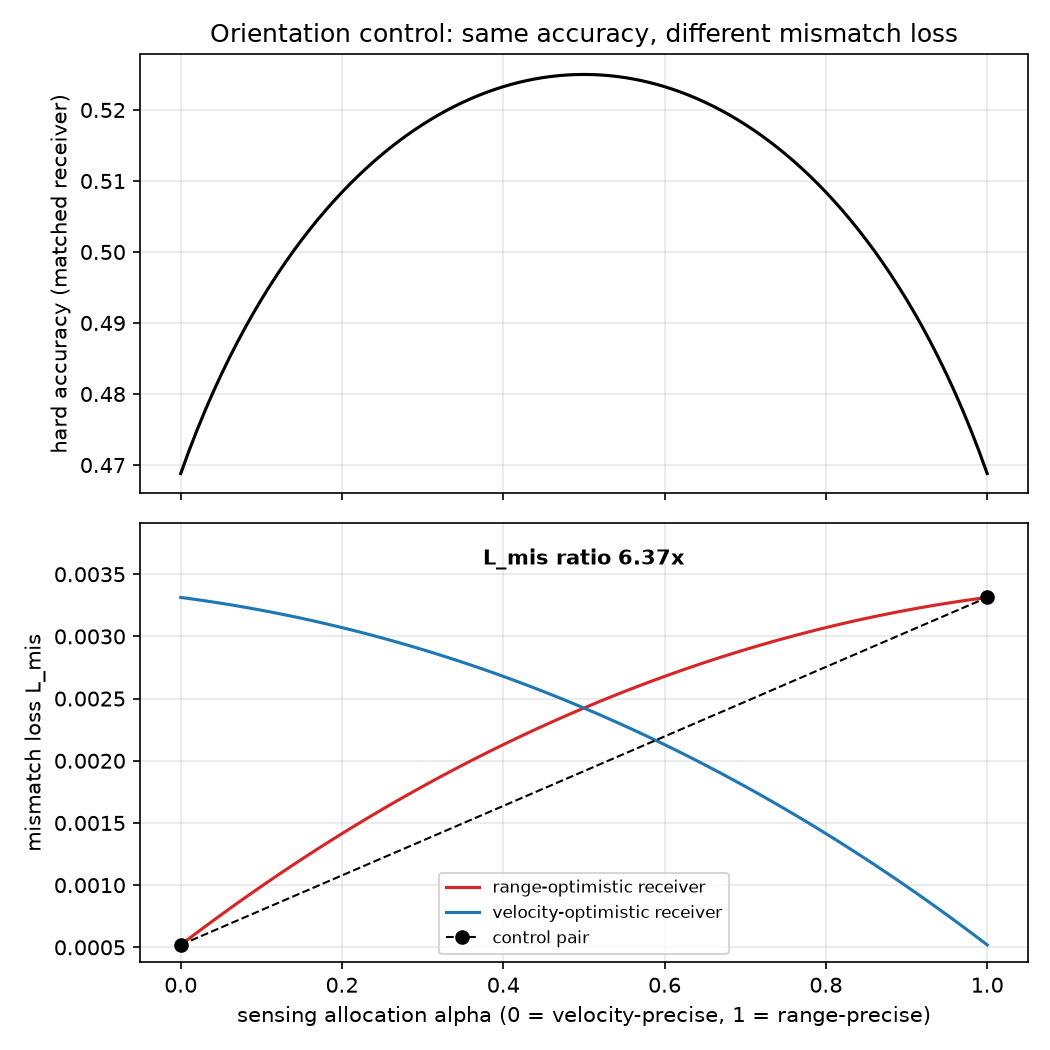 Orientation control: same accuracy, different mismatch loss
hard accuracy (matched receiver)
0.52
0.51
0.50
0.49
0.48
0.47
L_mis ratio 6.37x
mismatch loss L_mis
0.0035
0.0030
0.0025
0.0020
0.0015
0.0010
0.0005
range-optimistic receiver
velocity-optimistic receiver
control pair
0.0 0.2 0.4 0.6 0.8 1.0
sensing allocation alpha (0 = velocity-precise, 1 = range-precise)